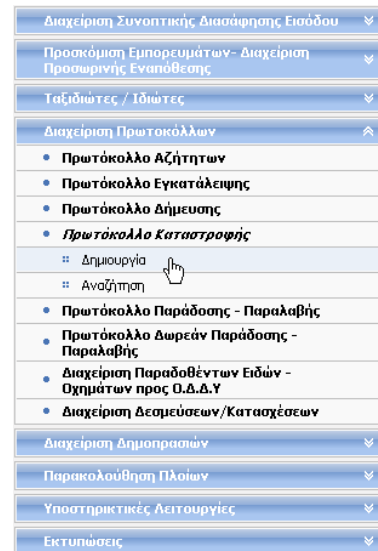 Διαχείριση Συνοπτικής Διασάφησης Εισόδου
Προσκόμιση Εμπορευμάτων- Διαχείριση
Προσωρινής Εναπόθεσης
Ταξιδιώτες / Ιδιώτες
Διαχείριση Πρωτοκόλλων
Πρωτόκολλο Αζήτητων
Πρωτόκολλο Εγκατάλειψης
Πρωτόκολλο Δήμευσης
Πρωτόκολλο Καταστροφής
Δημιουργία
Αναζήτηση
Πρωτόκολλο Παράδοσης - Παραλαβής
Πρωτόκολλο Δωρεάν Παράδοσης -
Παραλαβής
Διαχείριση Παραδοθέντων Ειδών -
Οχημάτων προς Ο.Δ.Δ.Υ
Διαχείριση Δεσμεύσεων/Κατασχέσεων
Διαχείριση Δημοπρασιών
Παρακολούθηση Πλοίων
Υποστηρικτικές Λειτουργίες
Εκτυπώσεις